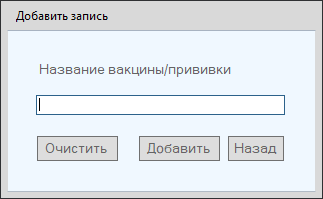 Добавить запись
Название вакцины/прививки
Очистить Добавить Назад